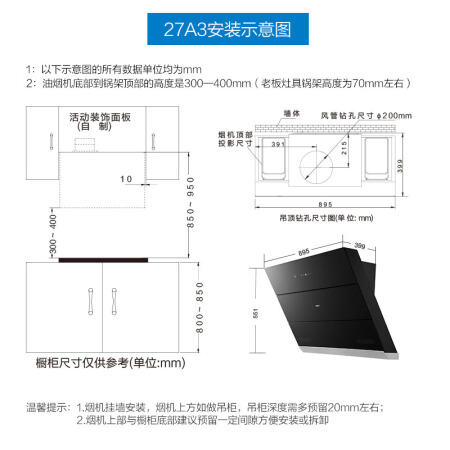 27A3安装示意图
1：以下示意图的所有数据单位均为mm
2：油烟机底部到锅架顶部的高度是300—400mm（老板灶具锅架高度为70mm左右）
活动装饰面板
(自 制)
10
300~400
850~950
800~850
橱柜尺寸仅供参考(单位:mm)
墙体
风管钻孔尺寸 φ200mm
烟机顶部
投影尺寸
391
215
399
895
吊顶钻孔尺寸图(单位: mm)
895
399
551
温馨提示：1.烟机挂墙安装，烟机上方如做吊柜，吊柜深度需多预留20mm左右；
2.烟机上部与橱柜底部建议预留一定间隙方便安装或拆卸